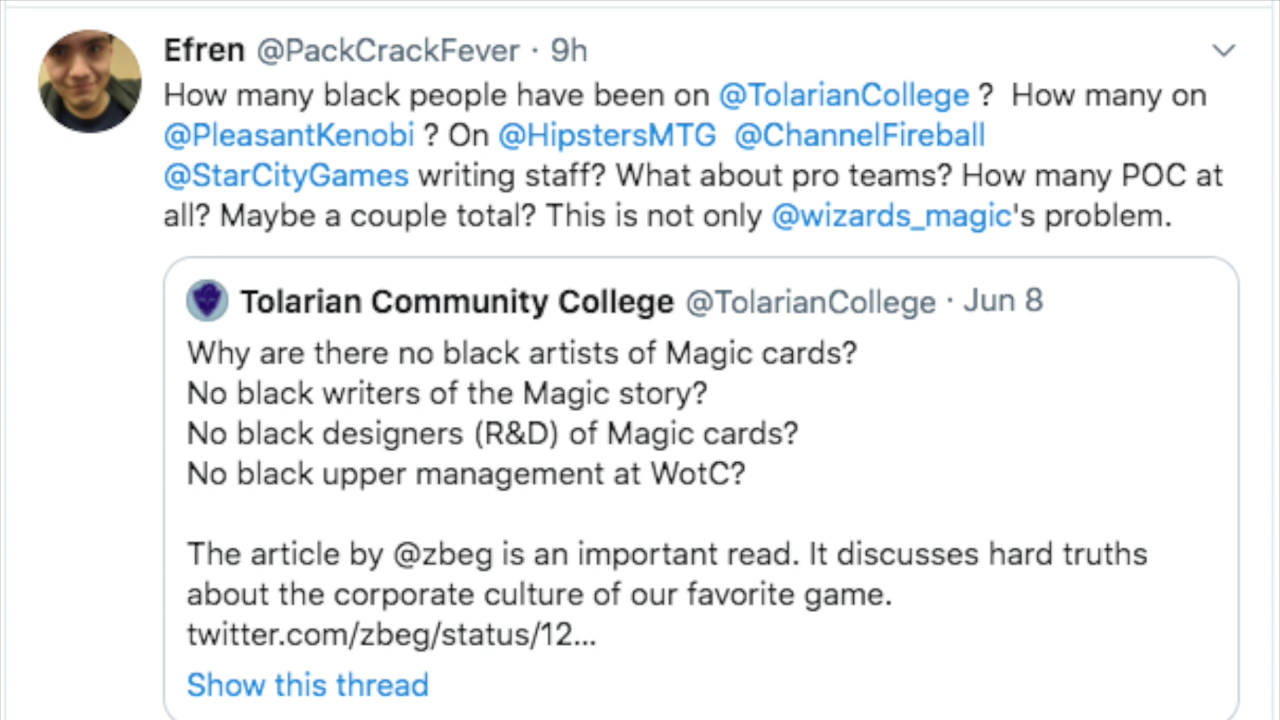 Efren @PackCrackFever · 9h
How many black people have been on @TolarianCollege ?  How many on
@PleasantKenobi ? On @HipstersMTG  @ChannelFireball
@StarCityGames writing staff? What about pro teams? How many POC at
all? Maybe a couple total? This is not only @wizards_magic's problem.
Tolarian Community College @TolarianCollege · Jun 8
Why are there no black artists of Magic cards?
No black writers of the Magic story?
No black designers (R&D) of Magic cards?
No black upper management at WotC?
The article by @zbeg is an important read. It discusses hard truths
about the corporate culture of our favorite game.
twitter.com/zbeg/status/12...
Show this thread